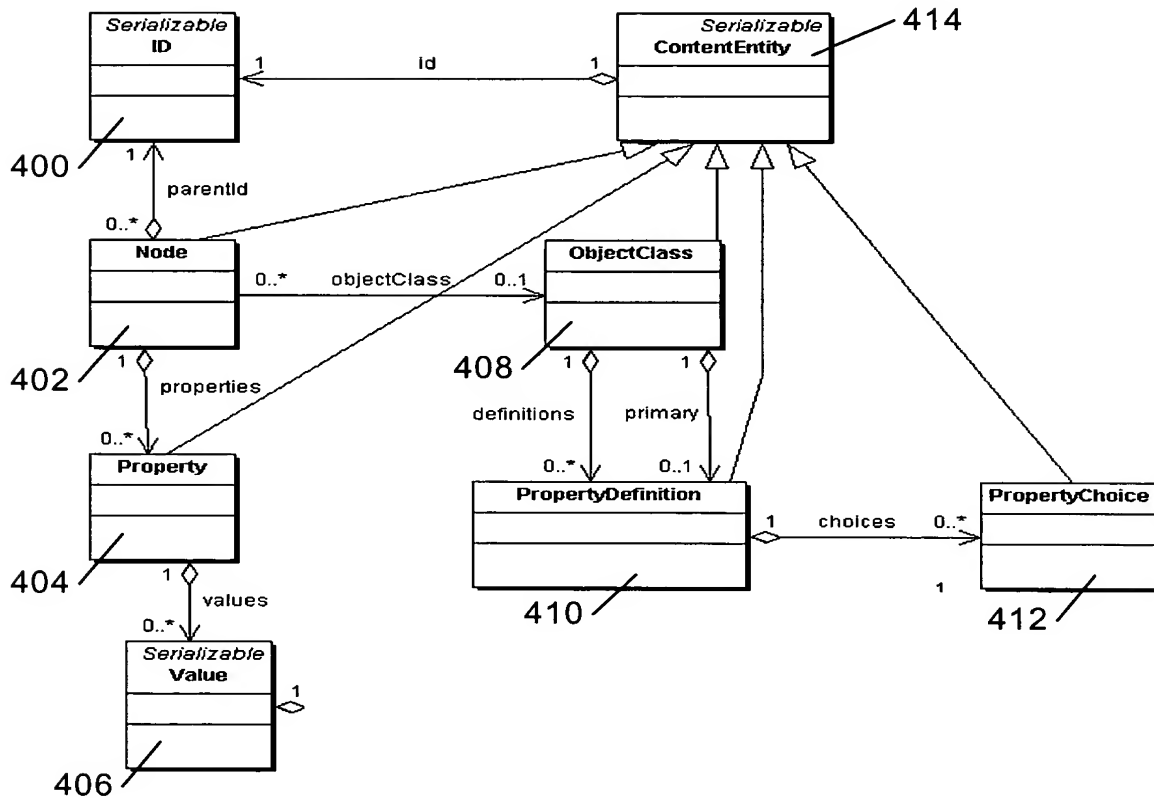 Serializable
ID
Serializable
ContentEntity
414
1
id
1
400
1
parentId
0..*
Node
ObjectClass
0..*
objectClass
0..1
402
1
properties
408
1
1
definitions
primary
0..*
0..*
0..1
Property
PropertyDefinition
PropertyChoice
1
choices
0..*
404
1
values
410
1
412
0..*
Serializable
Value
1
406